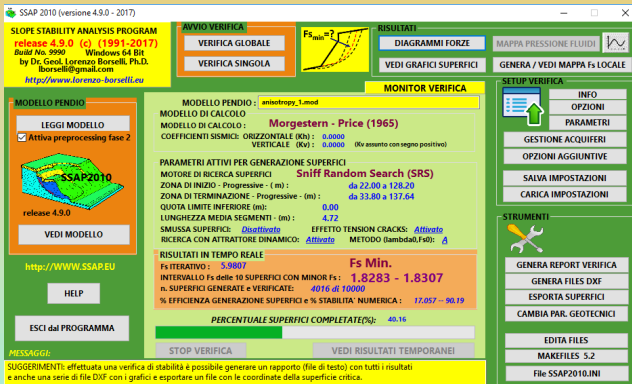 SSAP 2010 (versione 4.9.0 - 2017)
SLOPE STABILITY ANALYSIS PROGRAM
release 4.9.0 (c) (1991-2017)
Build No. 9990 Windows 64 Bit
by Dr. Geol. Lorenzo Borselli, Ph.D.
lborselli@gmail.com
http://www.lorenzo-borselli.eu
AVVIO VERIFICA
VERIFICA GLOBALE
VERIFICA SINGOLA
Fsmin=?
RISULTATI
DIAGRAMMI FORZE
MAPPA PRESSIONE FLUIDI
VEDI GRAFICI SUPERFICI
GENERA / VEDI MAPPA Fs LOCALE
MONITOR VERIFICA
SETUP VERIFICA
INFO
OPZIONI
PARAMETRI
GESTIONE ACQUIFERI
OPZIONI AGGIUNTIVE
SALVA IMPOSTAZIONI
CARICA IMPOSTAZIONI
MODELLO PENDIO
LEGGI MODELLO
Attiva preprocessing fase 2
SSAP2010
release 4.9.0
VEDI MODELLO
http://WWW.SSAP.EU
HELP
ESCI dal PROGRAMMA
MODELLO PENDIO : anisotropy_1.mod
MODELLO DI CALCOLO
MODELLO DI CALCOLO : Morgestern - Price (1965)
COEFFICIENTI SISMICI: ORIZZONTALE (Kh) : 0.0000
VERTICALE (Kv) : 0.0000 (Kv assunto con segno positivo)
PARAMETRI ATTIVI PER GENERAZIONE SUPERFICI
MOTORE DI RICERCA SUPERFICI Sniff Random Search (SRS)
ZONA DI INIZIO - Progressive - ( m) : da 22.00 a 128.20
ZONA DI TERMINAZIONE - Progressive - (m) : da 33.80 a 137.64
QUOTA LIMITE INFERIORE (m): 0.00
LUNGHEZZA MEDIA SEGMENTI - (m) : 4.72
SMUSSA SUPERFICI: Disattivo EFFETTO TENSION CRACKS: Attivato
RICERCA CON ATTRATTORE DINAMICO: Attivato METODO (lambda0,Fs0): A
RISULTATI IN TEMPO REALE
Fs ITERATIVO : 5.9807 Fs Min.
INTERVALLO Fs delle 10 SUPERFICI CON MINOR Fs : 1.8283 - 1.8307
n. SUPERFICI GENERATE e VERIFICATE: 4016 di 10000
% EFFICIENZA GENERAZIONE SUPERFICI e % STABILITA' NUMERICA : 17.057 -- 90.19
PERCENTUALE SUPERFICI COMPLETATE(%): 40.16
STOP VERIFICA
VEDI RISULTATI TEMPORANEI
STRUMENTI
GENERA REPORT VERIFICA
GENERA FILES DXF
ESPORTA SUPERFICI
CAMBIA PAR. GEOTECNICI
EDITA FILES
MAKEFILES 5.2
File SSAP2010.INI
MESSAGGI:
SUGGERIMENTI: effettuata una verifica di stabilità è possibile generare un rapporto (file di testo) con tutti i risultati
e anche una serie di file DXF con i grafici e esportare un file con le coordinate della superficie critica.